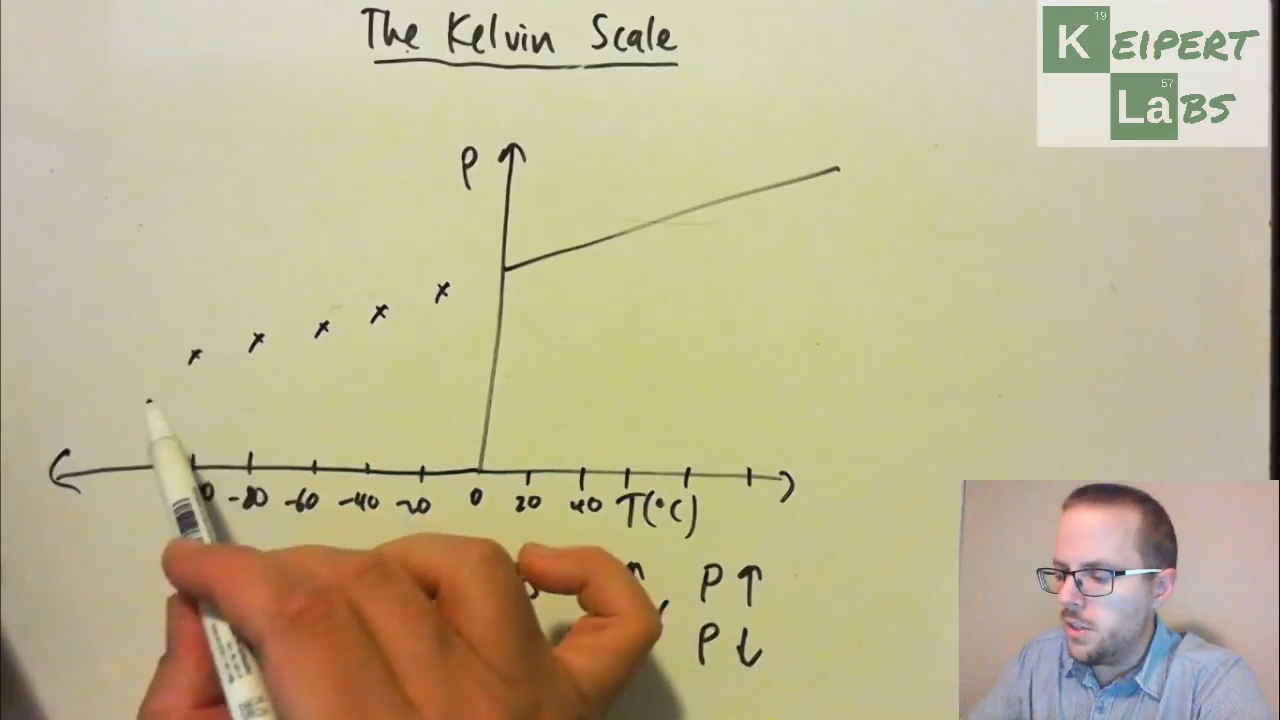 The Kelvin Scale
19
KEIPERT
57
LABS
P
-80 -60 -40 -20 0 20 40 T(°C)
P ↑
P ↓